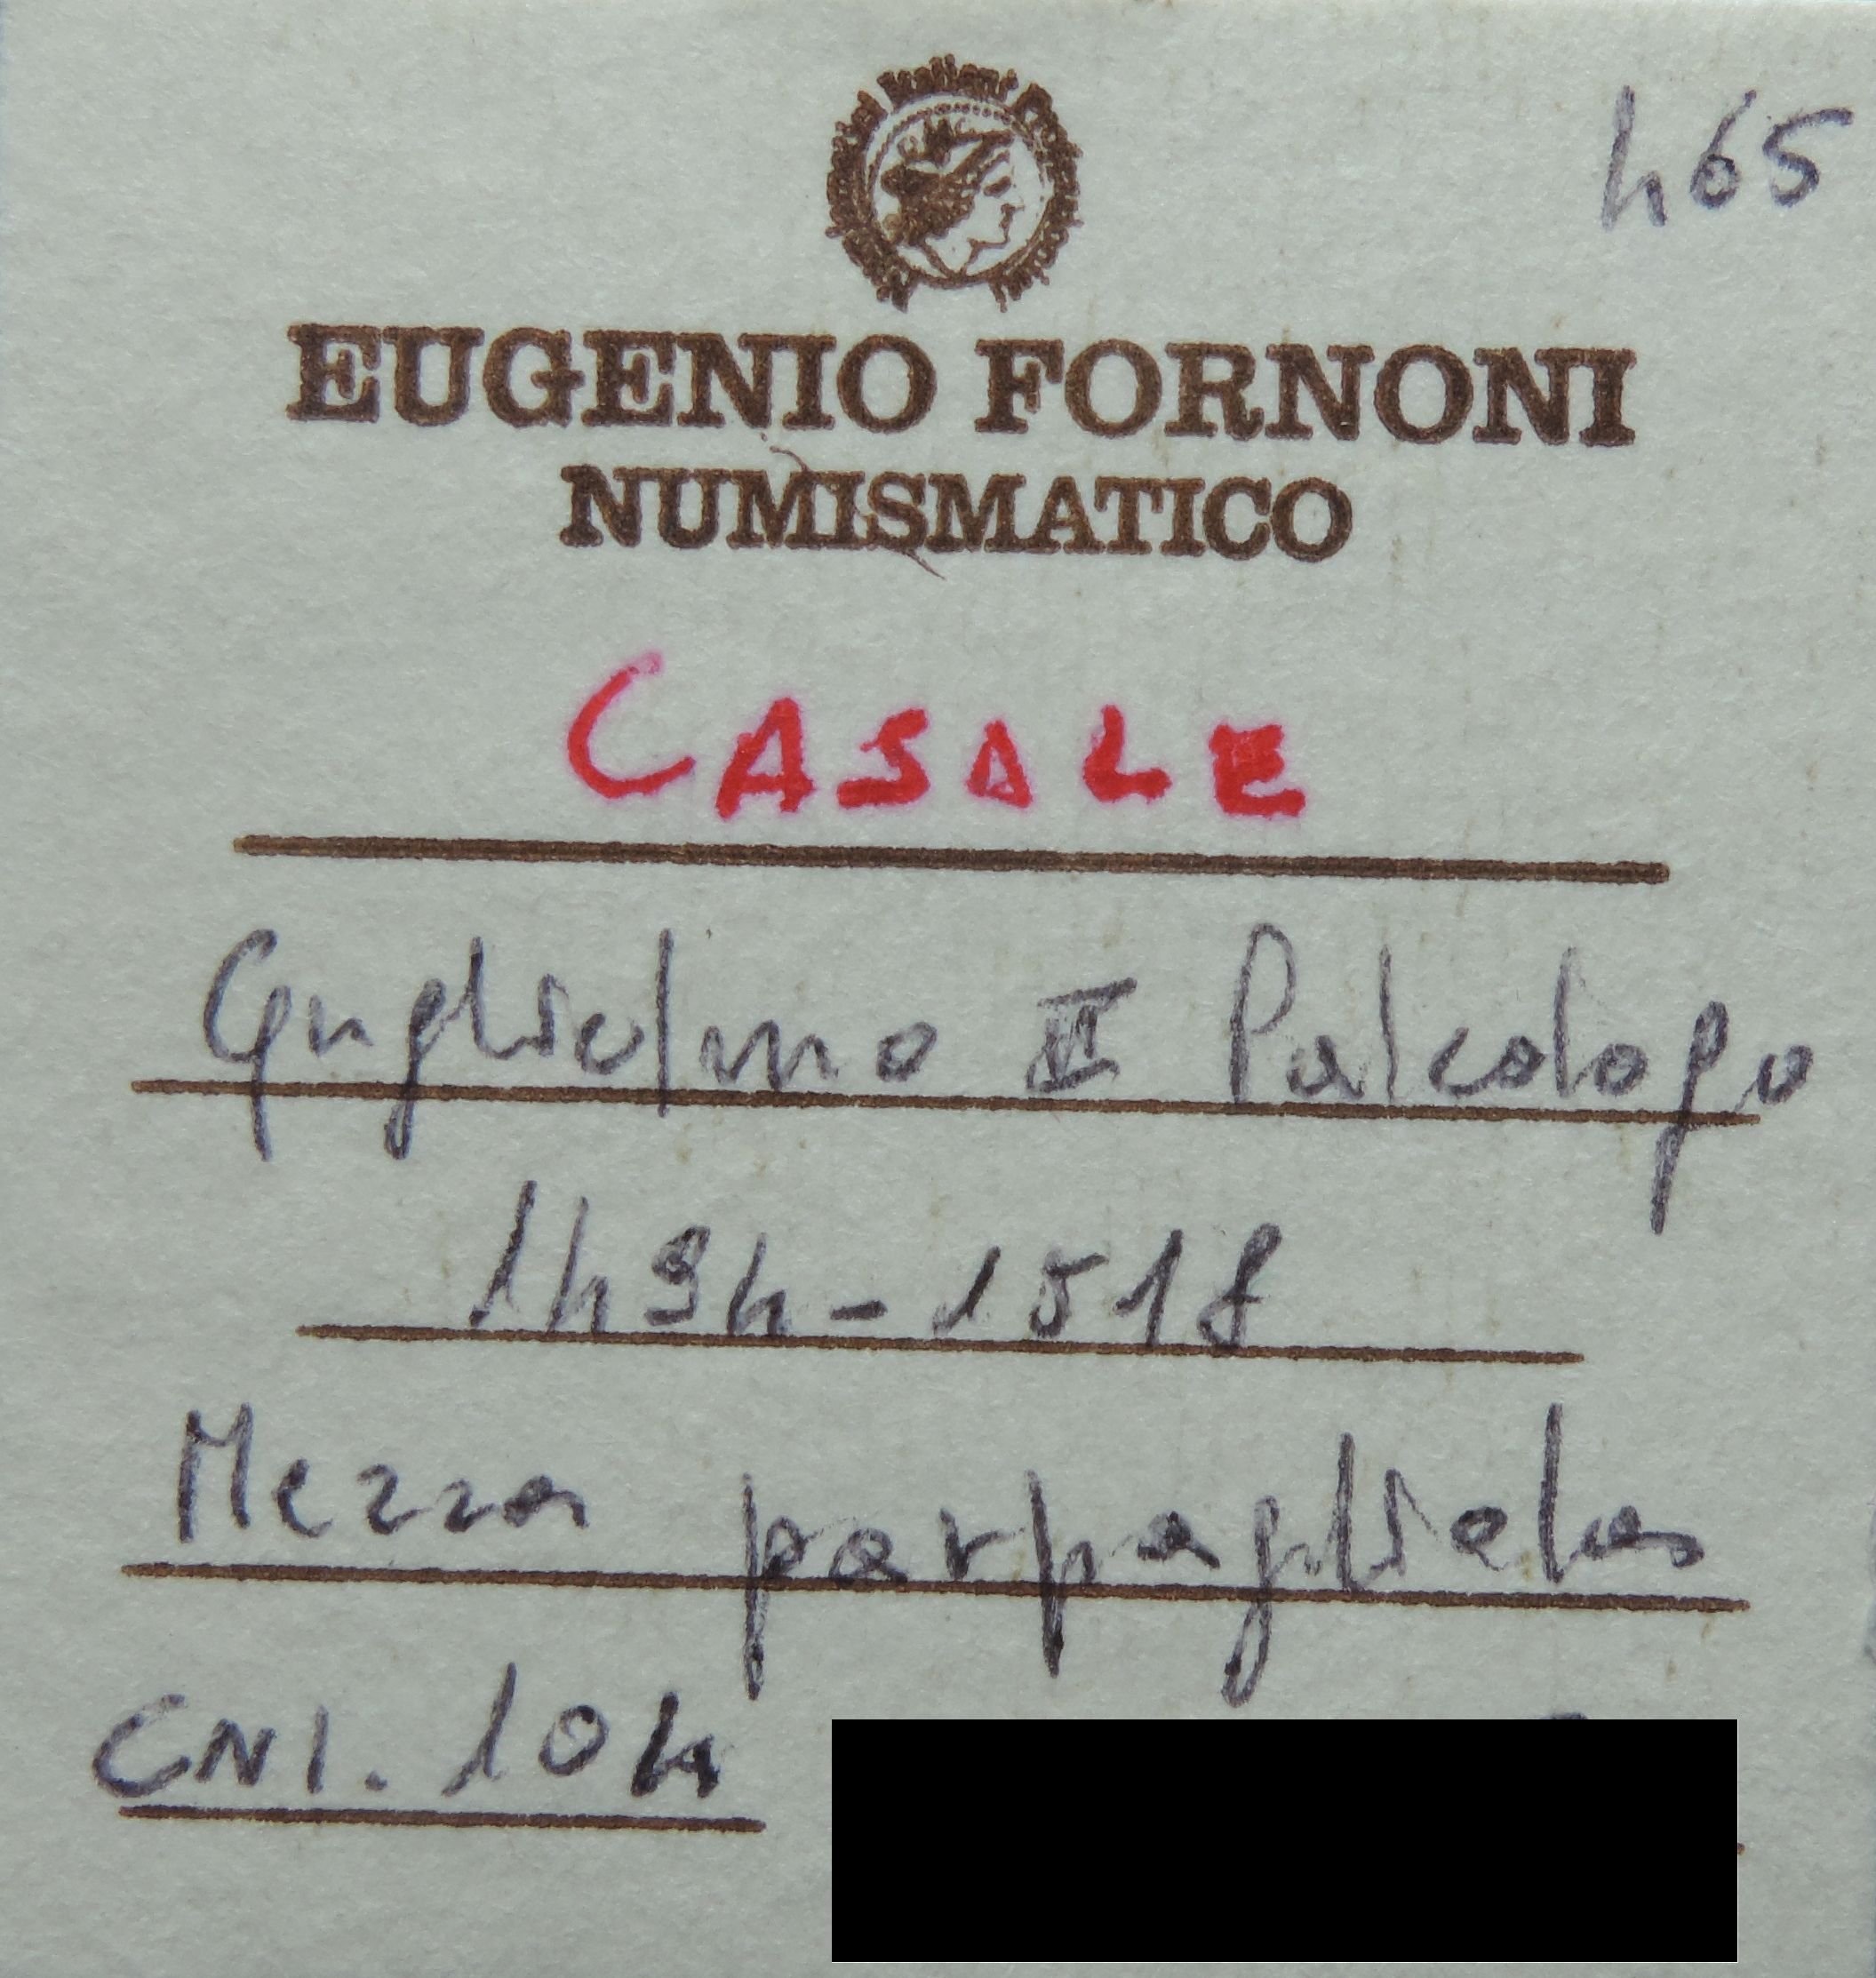 465
EUGENIO FORNONI
NUMISMATICO
CASALE
Guglielmo II Paleologo
1494-1518
Mezza parpagliola
CNI. 104